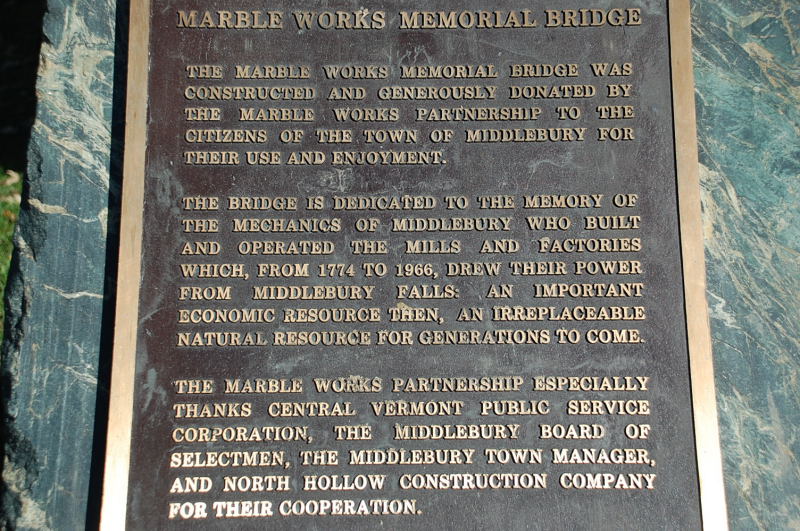 MARBLE WORKS MEMORIAL BRIDGE
THE MARBLE WORKS MEMORIAL BRIDGE WAS
CONSTRUCTED AND GENEROUSLY DONATED BY
THE MARBLE WORKS PARTNERSHIP TO THE
CITIZENS OF THE TOWN OF MIDDLEBURY FOR
THEIR USE AND ENJOYMENT.
THE BRIDGE IS DEDICATED TO THE MEMORY OF
THE MECHANICS OF MIDDLEBURY WHO BUILT
AND OPERATED THE MILLS AND FACTORIES
WHICH, FROM 1774 TO 1966, DREW THEIR POWER
FROM MIDDLEBURY FALLS: AN IMPORTANT
ECONOMIC RESOURCE THEN, AN IRREPLACEABLE
NATURAL RESOURCE FOR GENERATIONS TO COME.
THE MARBLE WORKS PARTNERSHIP ESPECIALLY
THANKS CENTRAL VERMONT PUBLIC SERVICE
CORPORATION, THE MIDDLEBURY BOARD OF
SELECTMEN, THE MIDDLEBURY TOWN MANAGER,
AND NORTH HOLLOW CONSTRUCTION COMPANY
FOR THEIR COOPERATION.